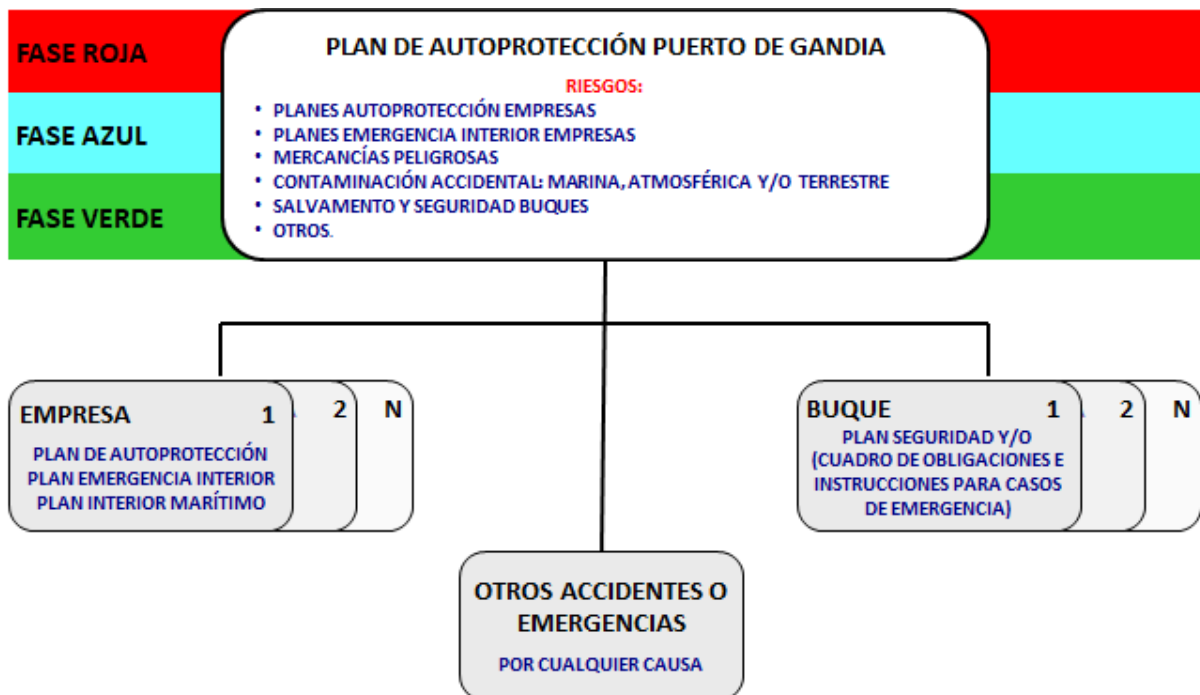 FASE ROJA
FASE AZUL
FASE VERDE
PLAN DE AUTOPROTECCIÓN PUERTO DE GANDIA
RIESGOS:
• PLANES AUTOPROTECCIÓN EMPRESAS
• PLANES EMERGENCIA INTERIOR EMPRESAS
• MERCANCÍAS PELIGROSAS
• CONTAMINACIÓN ACCIDENTAL: MARINA, ATMOSFÉRICA Y/O TERRESTRE
• SALVAMENTO Y SEGURIDAD BUQUES
• OTROS.
EMPRESA 1 2 N
PLAN DE AUTOPROTECCIÓN
PLAN EMERGENCIA INTERIOR
PLAN INTERIOR MARÍTIMO
BUQUE 1 2 N
PLAN SEGURIDAD Y/O
(CUADRO DE OBLIGACIONES E
INSTRUCCIONES PARA CASOS
DE EMERGENCIA)
OTROS ACCIDENTES O
EMERGENCIAS
POR CUALQUIER CAUSA